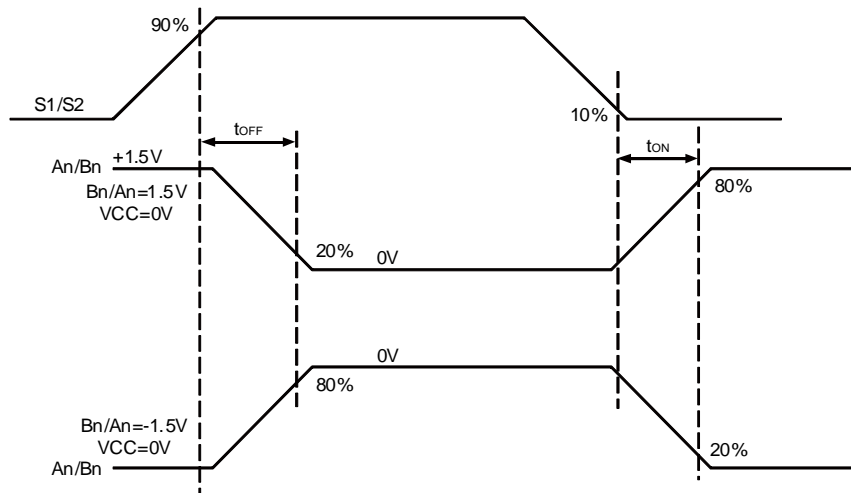 90%
S1/S2
tOFF
10%
tON
An/Bn
+1.5V
Bn/An=1.5V
VCC=0V
80%
20%
0V
0V
80%
Bn/An=-1.5V
VCC=0V
An/Bn
20%